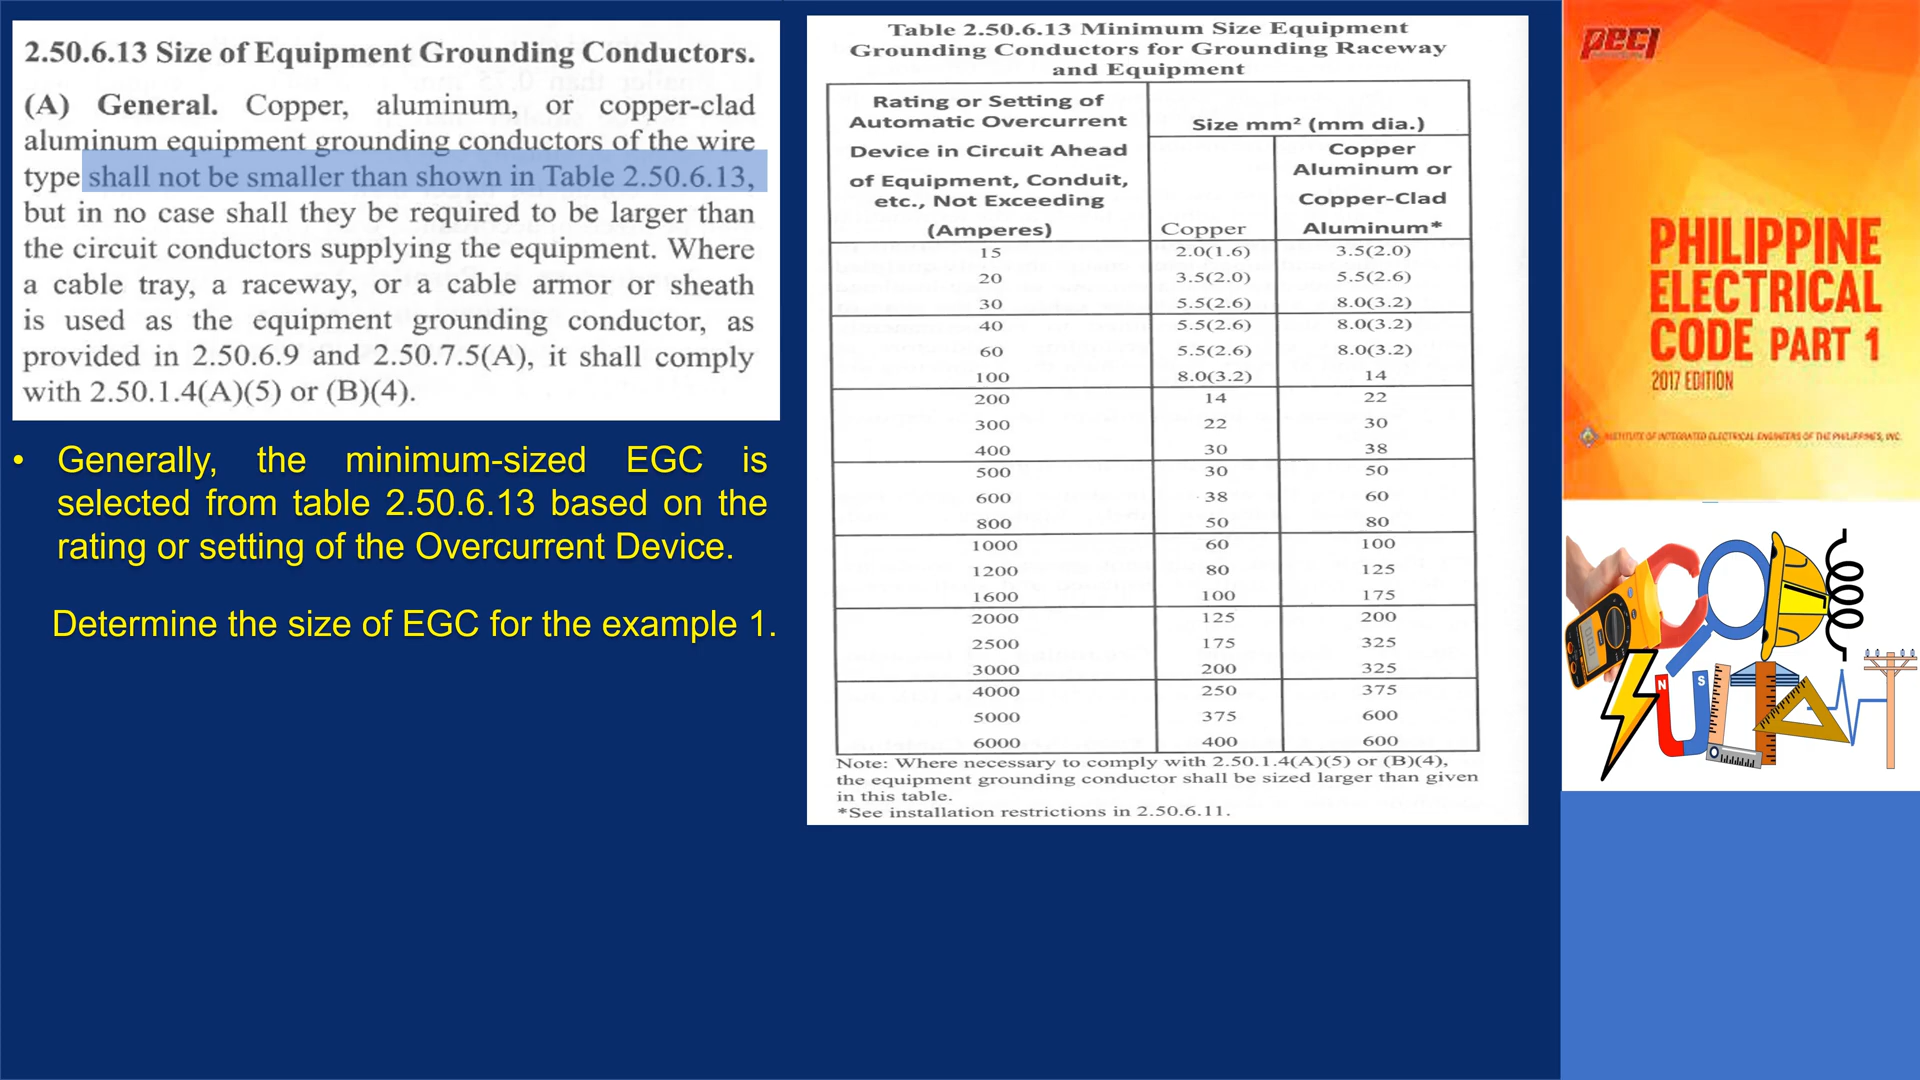 2.50.6.13 Size of Equipment Grounding Conductors.
(A) General. Copper, aluminum, or copper-clad
aluminum equipment grounding conductors of the wire
type shall not be smaller than shown in Table 2.50.6.13,
but in no case shall they be required to be larger than
the circuit conductors supplying the equipment. Where
a cable tray, a raceway, or a cable armor or sheath
is used as the equipment grounding conductor, as
provided in 2.50.6.9 and 2.50.7.5(A), it shall comply
with 2.50.1.4(A)(5) or (B)(4).
• Generally, the minimum-sized EGC is
selected from table 2.50.6.13 based on the
rating or setting of the Overcurrent Device.
Determine the size of EGC for the example 1.
Table 2.50.6.13 Minimum Size Equipment
Grounding Conductors for Grounding Raceway
and Equipment
Rating or Setting of
Automatic Overcurrent
Device in Circuit Ahead
of Equipment, Conduit,
etc., Not Exceeding
(Amperes)
Size mm² (mm dia.)
Copper
Copper
Aluminum or
Copper-Clad
Aluminum*
15 2.0(1.6) 3.5(2.0)
20 3.5(2.0) 5.5(2.6)
30 5.5(2.6) 8.0(3.2)
40 5.5(2.6) 8.0(3.2)
60 5.5(2.6) 8.0(3.2)
100 8.0(3.2) 14
200 14 22
300 22 30
400 30 38
500 30 50
600 38 60
800 50 80
1000 60 100
1200 80 125
1600 100 175
2000 125 200
2500 175 325
3000 200 325
4000 250 375
5000 375 600
6000 400 600
Note: Where necessary to comply with 2.50.1.4(A)(5) or (B)(4),
the equipment grounding conductor shall be sized larger than given
in this table.
*See installation restrictions in 2.50.6.11.
pec1
PHILIPPINE
ELECTRICAL
CODE PART 1
2017 EDITION
INSTITUTE OF INTEGRATED ELECTRICAL ENGINEERS OF THE PHILIPPINES, INC.
N S